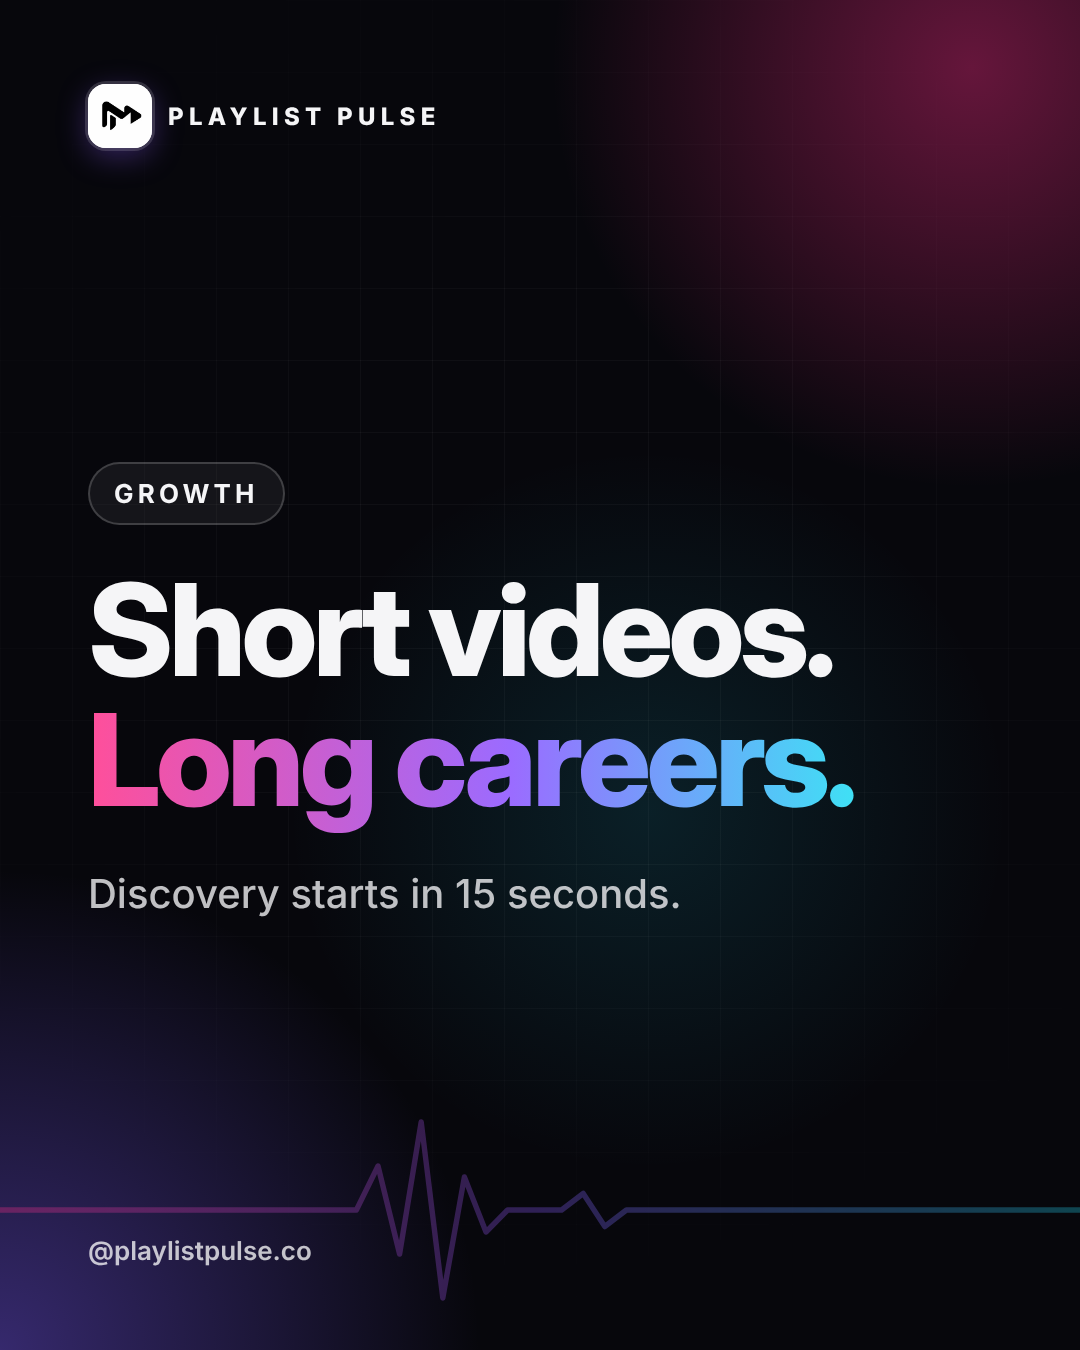 PLAYLIST PULSE
GROWTH
Short videos.
Long careers.
Discovery starts in 15 seconds.
@playlistpulse.co